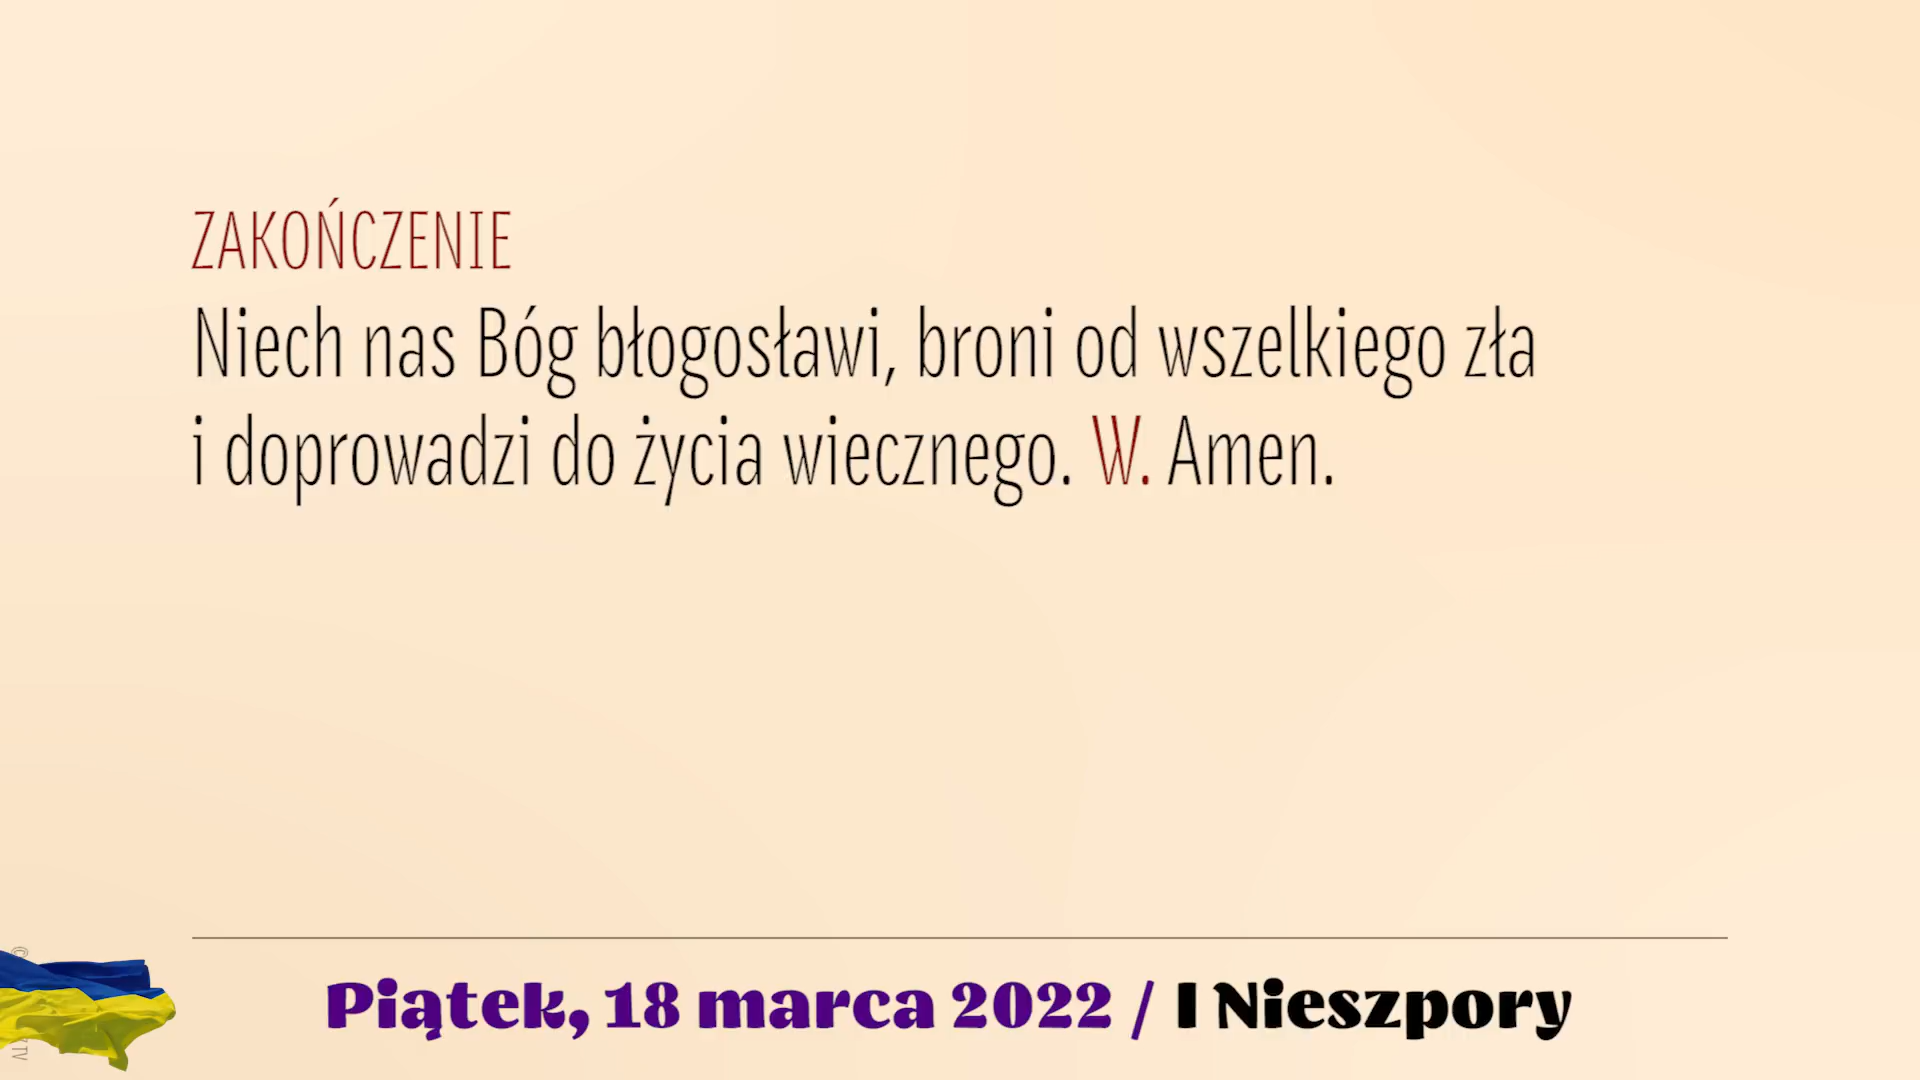 ZAKOŃCZENIE
Niech nas Bóg błogosławi, broni od wszelkiego zła
i doprowadzi do życia wiecznego. W. Amen.
Piątek, 18 marca 2022 / I Nieszpory